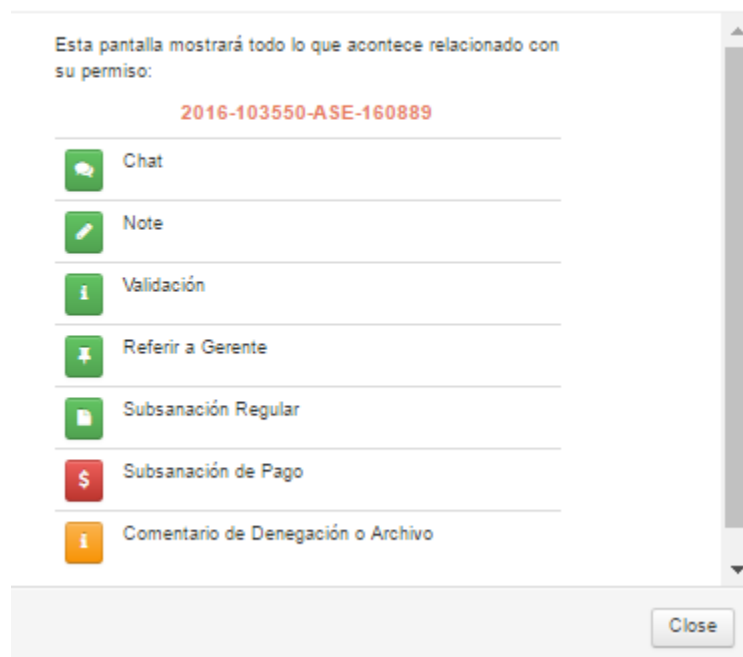 Esta pantalla mostrará todo lo que acontece relacionado con
su permiso:
2016-103550-ASE-160889
Chat
Note
Validación
Referir a Gerente
Subsanación Regular
$ Subsanación de Pago
Comentario de Denegación o Archivo
Close